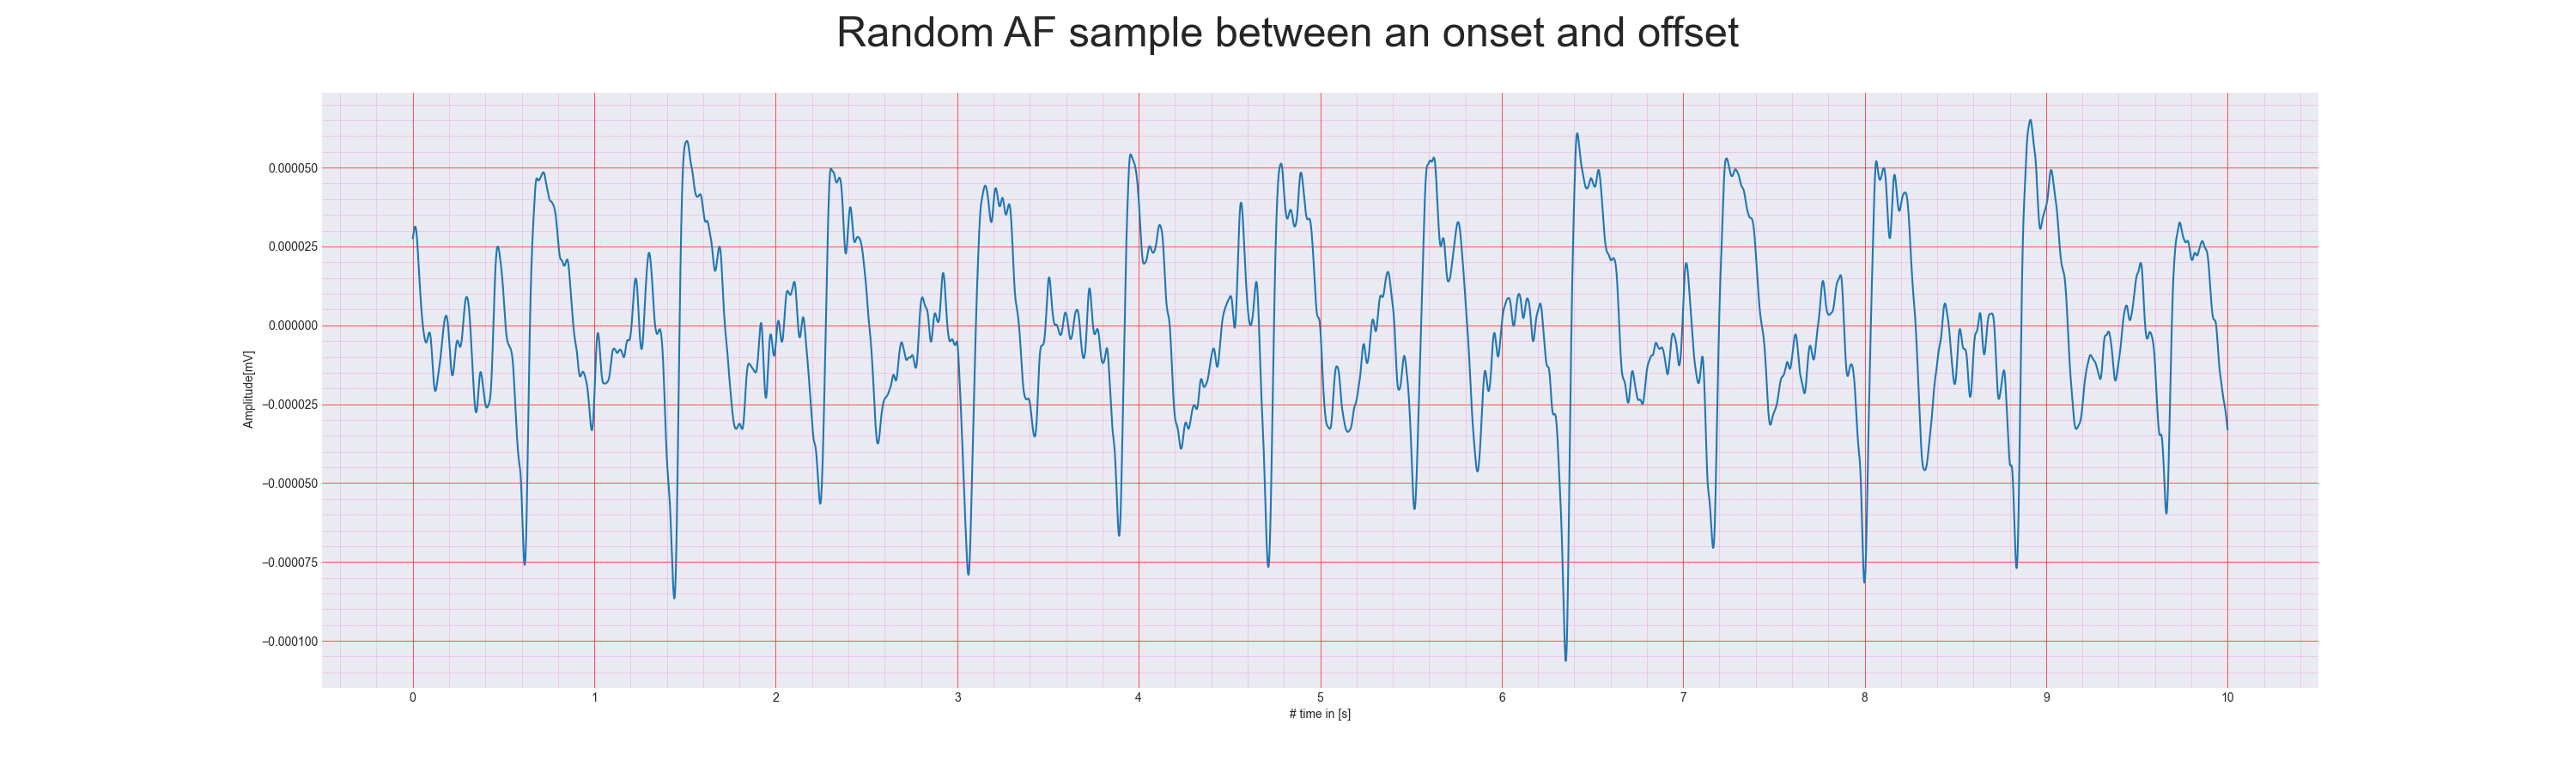 Random AF sample between an onset and offset
0.000050
0.000025
0.000000
−0.000025
−0.000050
−0.000075
−0.000100
Amplitude[mV]
0 1 2 3 4 5 6 7 8 9 10
# time in [s]